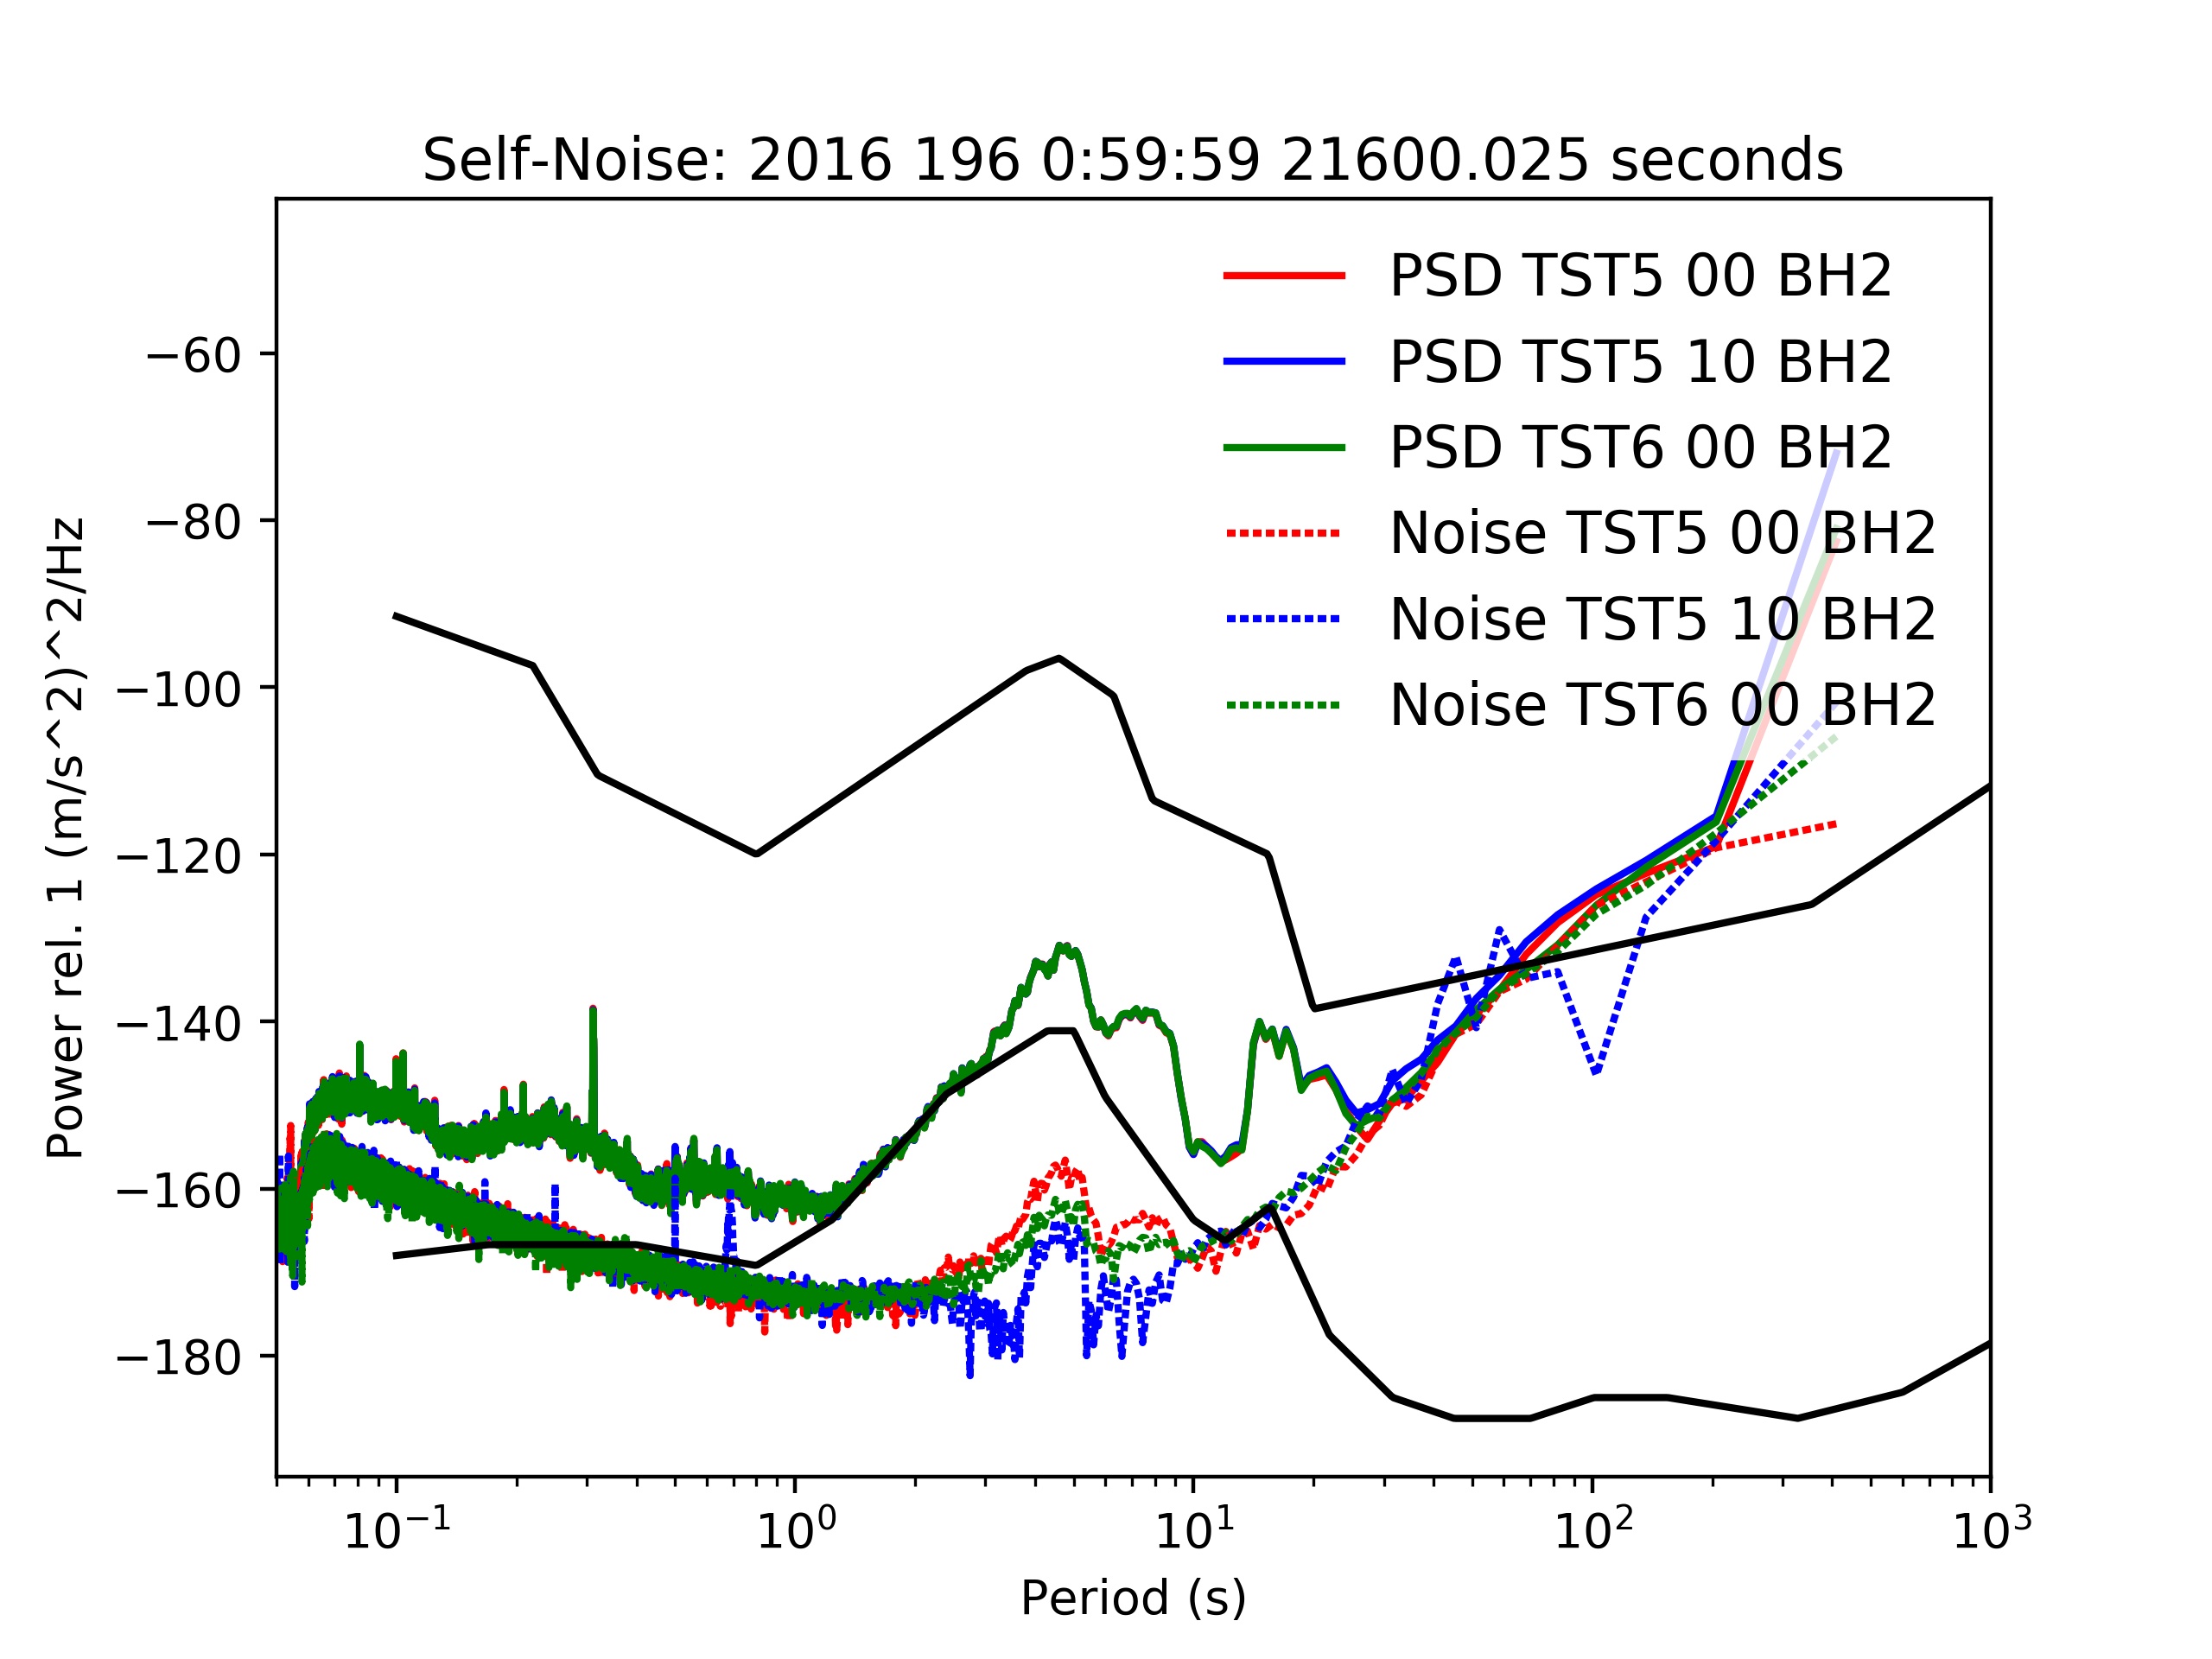 Self-Noise: 2016 196 0:59:59 21600.025 seconds
PSD TST5 00 BH2
PSD TST5 10 BH2
PSD TST6 00 BH2
Noise TST5 00 BH2
Noise TST5 10 BH2
Noise TST6 00 BH2
−60
−80
−100
−120
−140
−160
−180
Power rel. 1 (m/s^2)^2/Hz
10⁻¹ 10⁰ 10¹ 10² 10³
Period (s)